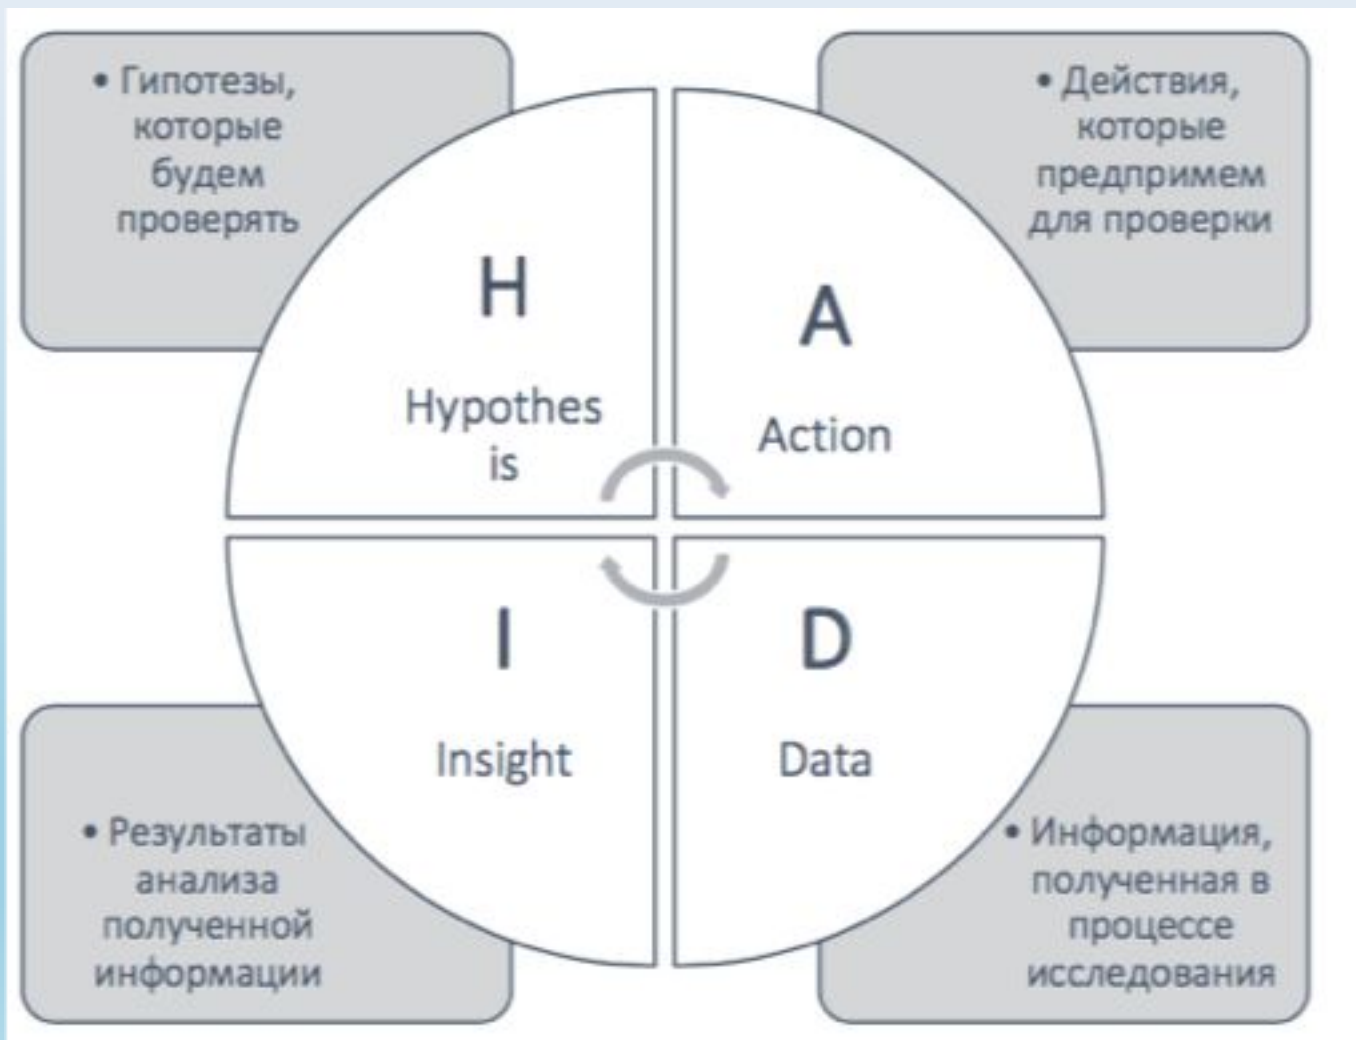 • Гипотезы,
которые
будем
проверять
• Действия,
которые
предпримем
для проверки
H
Hypothes
is
A
Action
I
Insight
D
Data
• Результаты
анализа
полученной
информации
• Информация,
полученная в
процессе
исследования